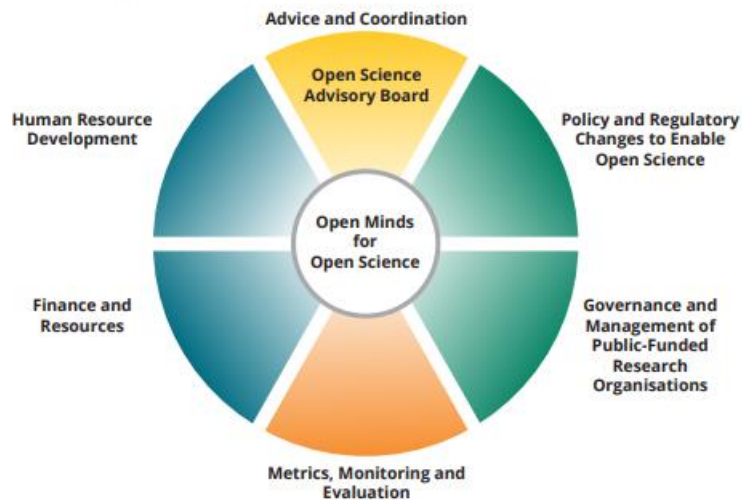 Advice and Coordination
Open Science
Advisory Board
Human Resource
Development
Policy and Regulatory
Changes to Enable
Open Science
Open Minds
for
Open Science
Finance and
Resources
Governance and
Management of
Public-Funded
Research
Organisations
Metrics, Monitoring and
Evaluation